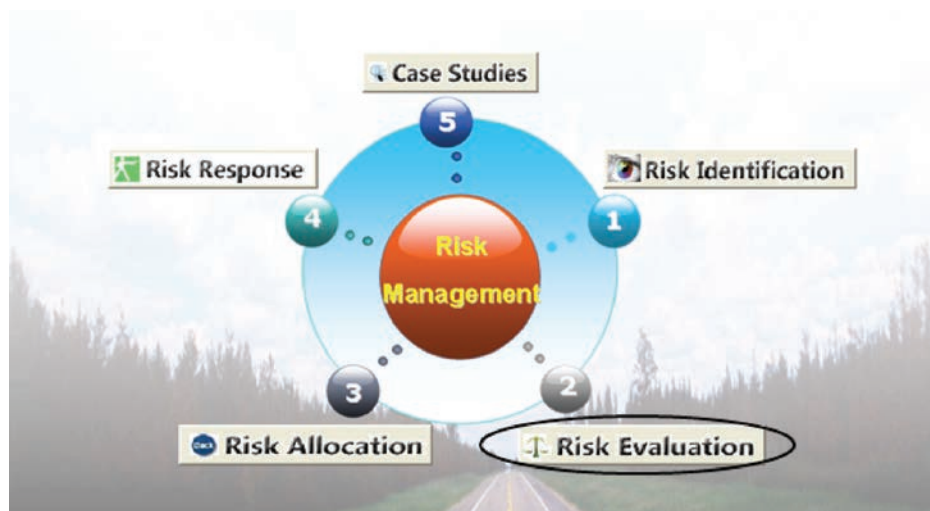 Case Studies
5
Risk Response
Risk Identification
4
1
Risk
Management
3
2
Risk Allocation
Risk Evaluation